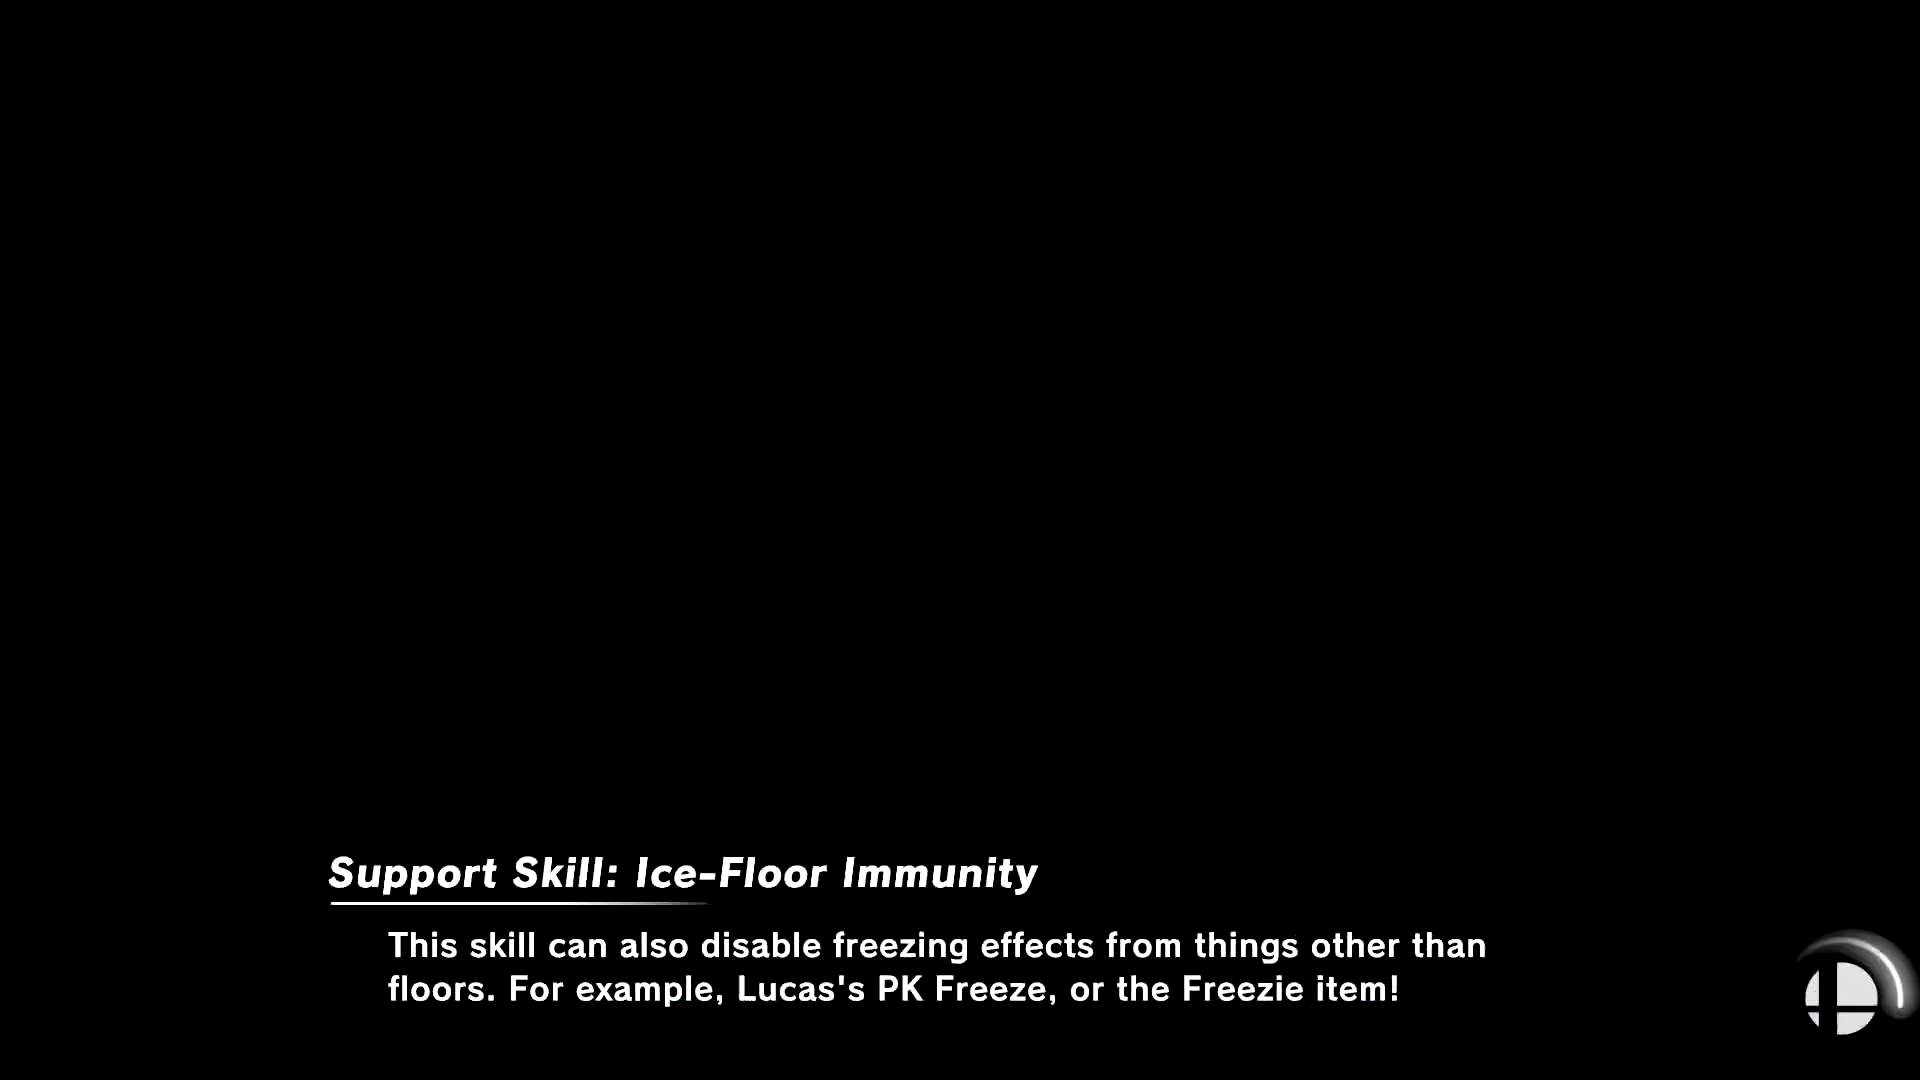 Support Skill: Ice-Floor Immunity
This skill can also disable freezing effects from things other than
floors. For example, Lucas's PK Freeze, or the Freezie item!